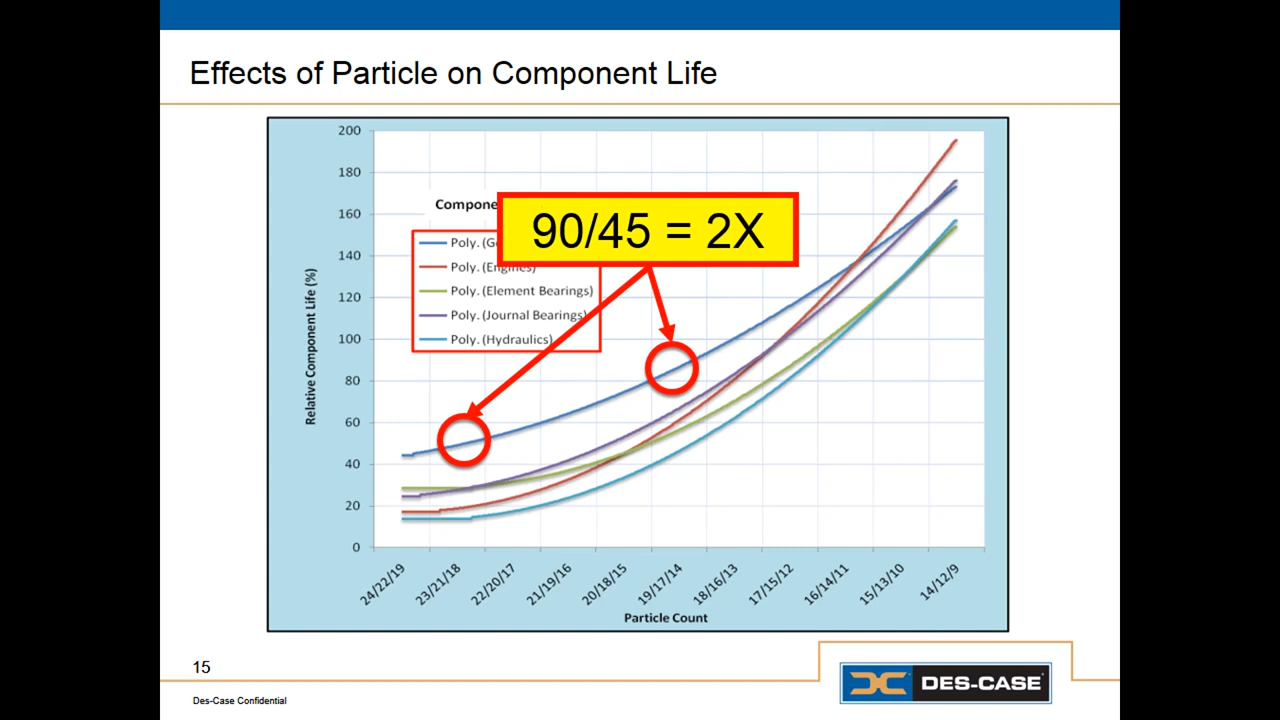 Effects of Particle on Component Life
200
180
160
140
120
100
80
60
40
20
0
Relative Component Life (%)
90/45 = 2X
Poly. (Engines)
Poly. (Element Bearings)
Poly. (Journal Bearings)
Poly. (Hydraulics)
24/22/19
23/21/18
22/20/17
21/19/16
20/18/15
19/17/14
18/16/13
17/15/12
16/14/11
15/13/10
14/12/9
Particle Count
15
Des-Case Confidential
DES-CASE